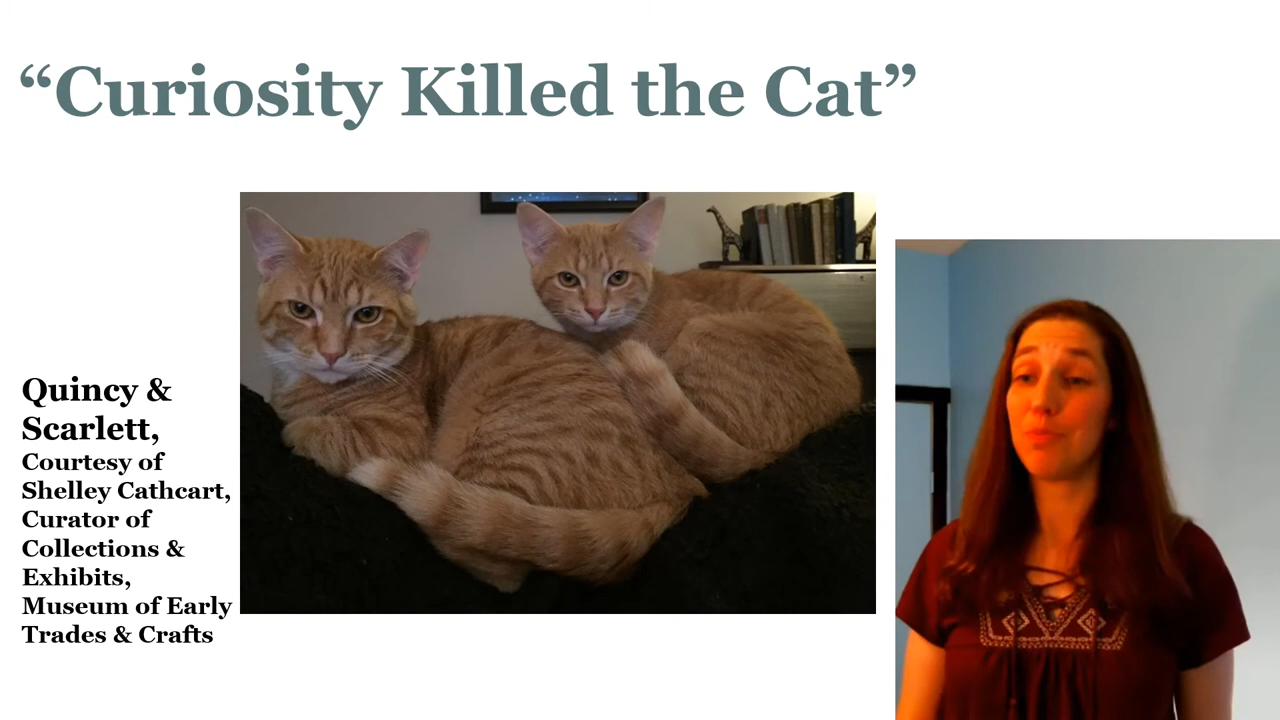 “Curiosity Killed the Cat”
Quincy &
Scarlett,
Courtesy of
Shelley Cathcart,
Curator of
Collections &
Exhibits,
Museum of Early
Trades & Crafts